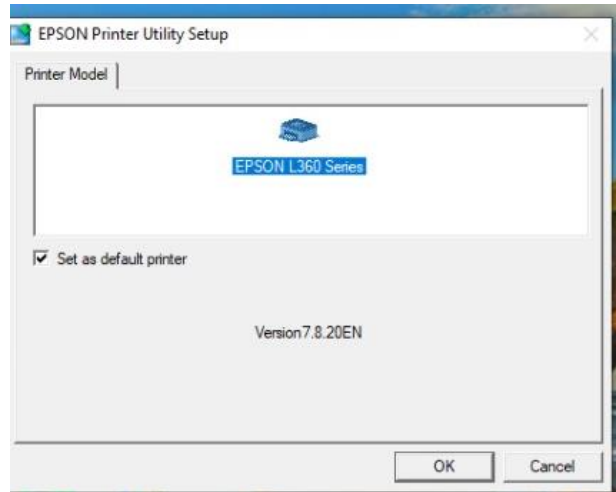 EPSON Printer Utility Setup
Printer Model
EPSON L360 Series
Set as default printer
Version7.8.20EN
OK
Cancel